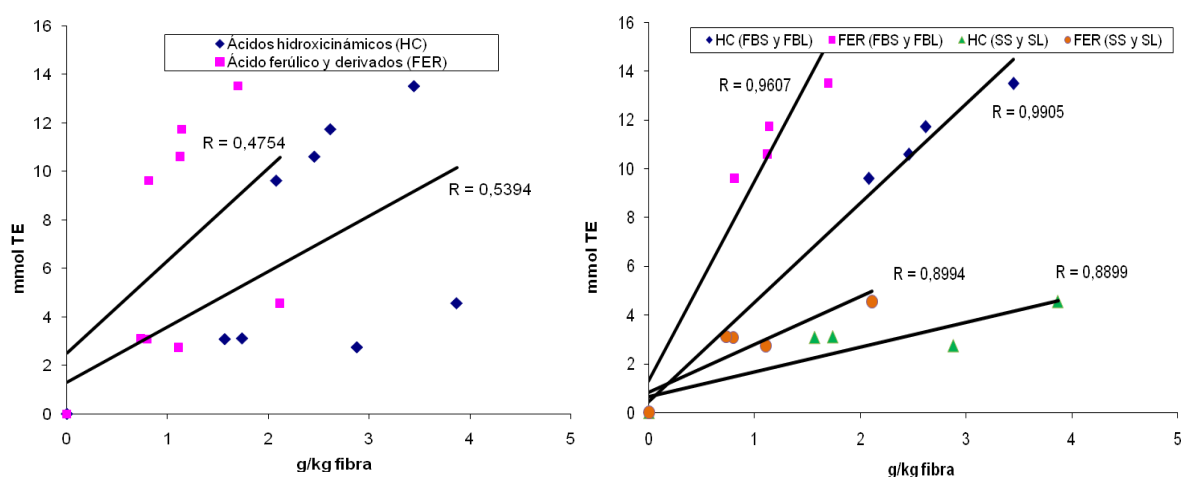 16
14
12
10
8
6
4
2
0
mmol TE
Ácidos hidroxicinámicos (HC)
Ácido ferúlico y derivados (FER)
R = 0,4754
R = 0,5394
0 1 2 3 4 5
g/kg fibra
16
14
12
10
8
6
4
2
0
mmol TE
HC (FBS y FBL) FER (FBS y FBL) HC (SS y SL) FER (SS y SL)
R = 0,9607
R = 0,9905
R = 0,8994
R = 0,8899
0 1 2 3 4 5
g/kg fibra